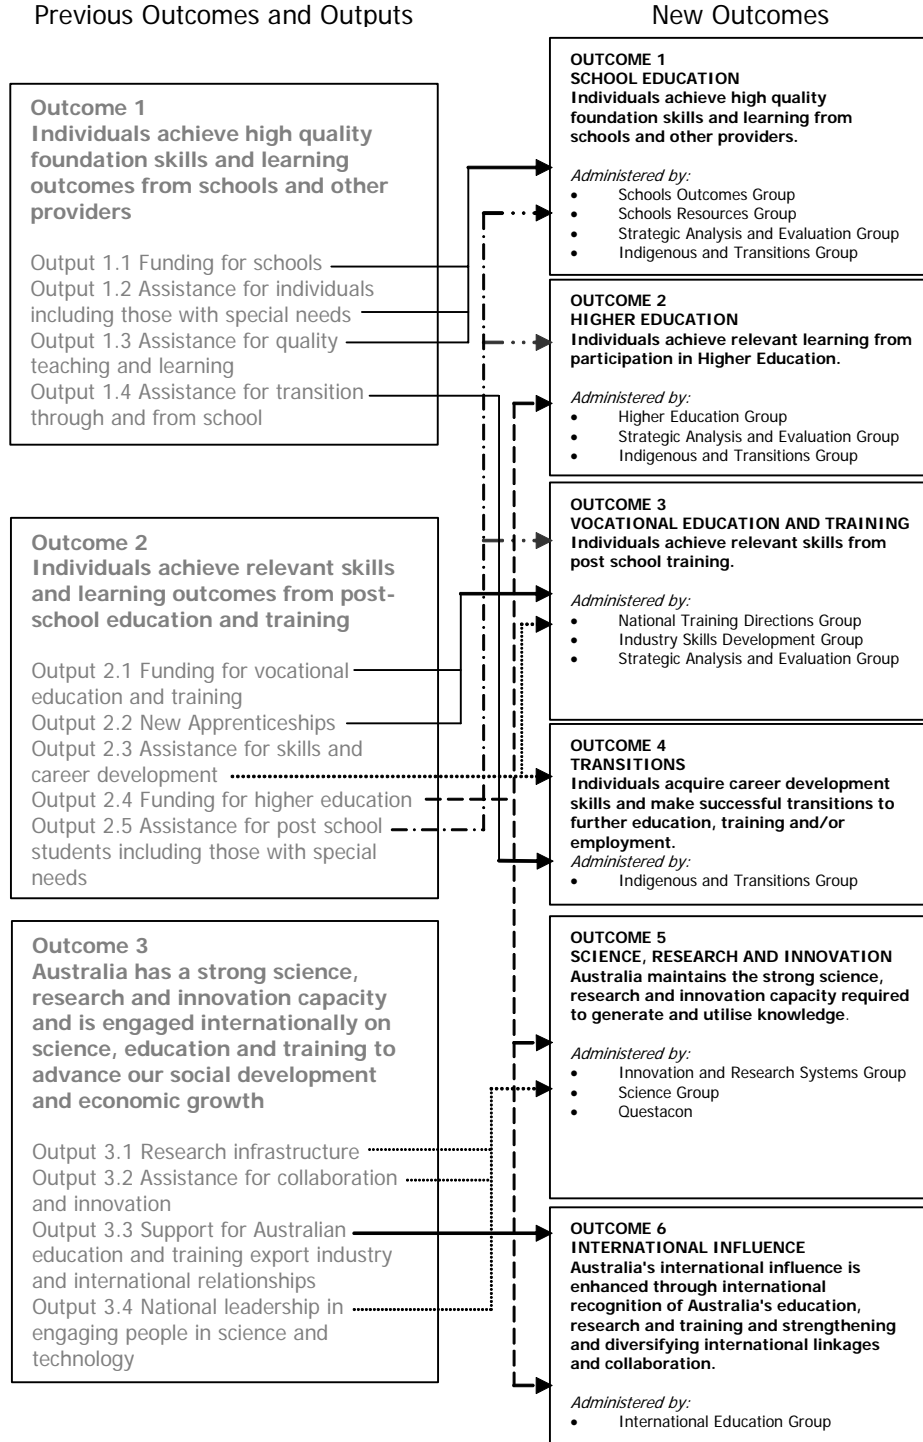 Previous Outcomes and Outputs
Outcome 1
Individuals achieve high quality
foundation skills and learning
outcomes from schools and other
providers
Output 1.1 Funding for schools
Output 1.2 Assistance for individuals
including those with special needs
Output 1.3 Assistance for quality
teaching and learning
Output 1.4 Assistance for transition
through and from school
Outcome 2
Individuals achieve relevant skills
and learning outcomes from post-
school education and training
Output 2.1 Funding for vocational
education and training
Output 2.2 New Apprenticeships
Output 2.3 Assistance for skills and
career development
Output 2.4 Funding for higher education
Output 2.5 Assistance for post school
students including those with special
needs
Outcome 3
Australia has a strong science,
research and innovation capacity
and is engaged internationally on
science, education and training to
advance our social development
and economic growth
Output 3.1 Research infrastructure
Output 3.2 Assistance for collaboration
and innovation
Output 3.3 Support for Australian
education and training export industry
and international relationships
Output 3.4 National leadership in
engaging people in science and
technology
New Outcomes
OUTCOME 1
SCHOOL EDUCATION
Individuals achieve high quality
foundation skills and learning from
schools and other providers.
Administered by:
• Schools Outcomes Group
• Schools Resources Group
• Strategic Analysis and Evaluation Group
• Indigenous and Transitions Group
OUTCOME 2
HIGHER EDUCATION
Individuals achieve relevant learning from
participation in Higher Education.
Administered by:
• Higher Education Group
• Strategic Analysis and Evaluation Group
• Indigenous and Transitions Group
OUTCOME 3
VOCATIONAL EDUCATION AND TRAINING
Individuals achieve relevant skills from
post school training.
Administered by:
• National Training Directions Group
• Industry Skills Development Group
• Strategic Analysis and Evaluation Group
OUTCOME 4
TRANSITIONS
Individuals acquire career development
skills and make successful transitions to
further education, training and/or
employment.
Administered by:
• Indigenous and Transitions Group
OUTCOME 5
SCIENCE, RESEARCH AND INNOVATION
Australia maintains the strong science,
research and innovation capacity required
to generate and utilise knowledge.
Administered by:
• Innovation and Research Systems Group
• Science Group
• Questacon
OUTCOME 6
INTERNATIONAL INFLUENCE
Australia's international influence is
enhanced through international
recognition of Australia's education,
research and training and strengthening
and diversifying international linkages
and collaboration.
Administered by:
• International Education Group